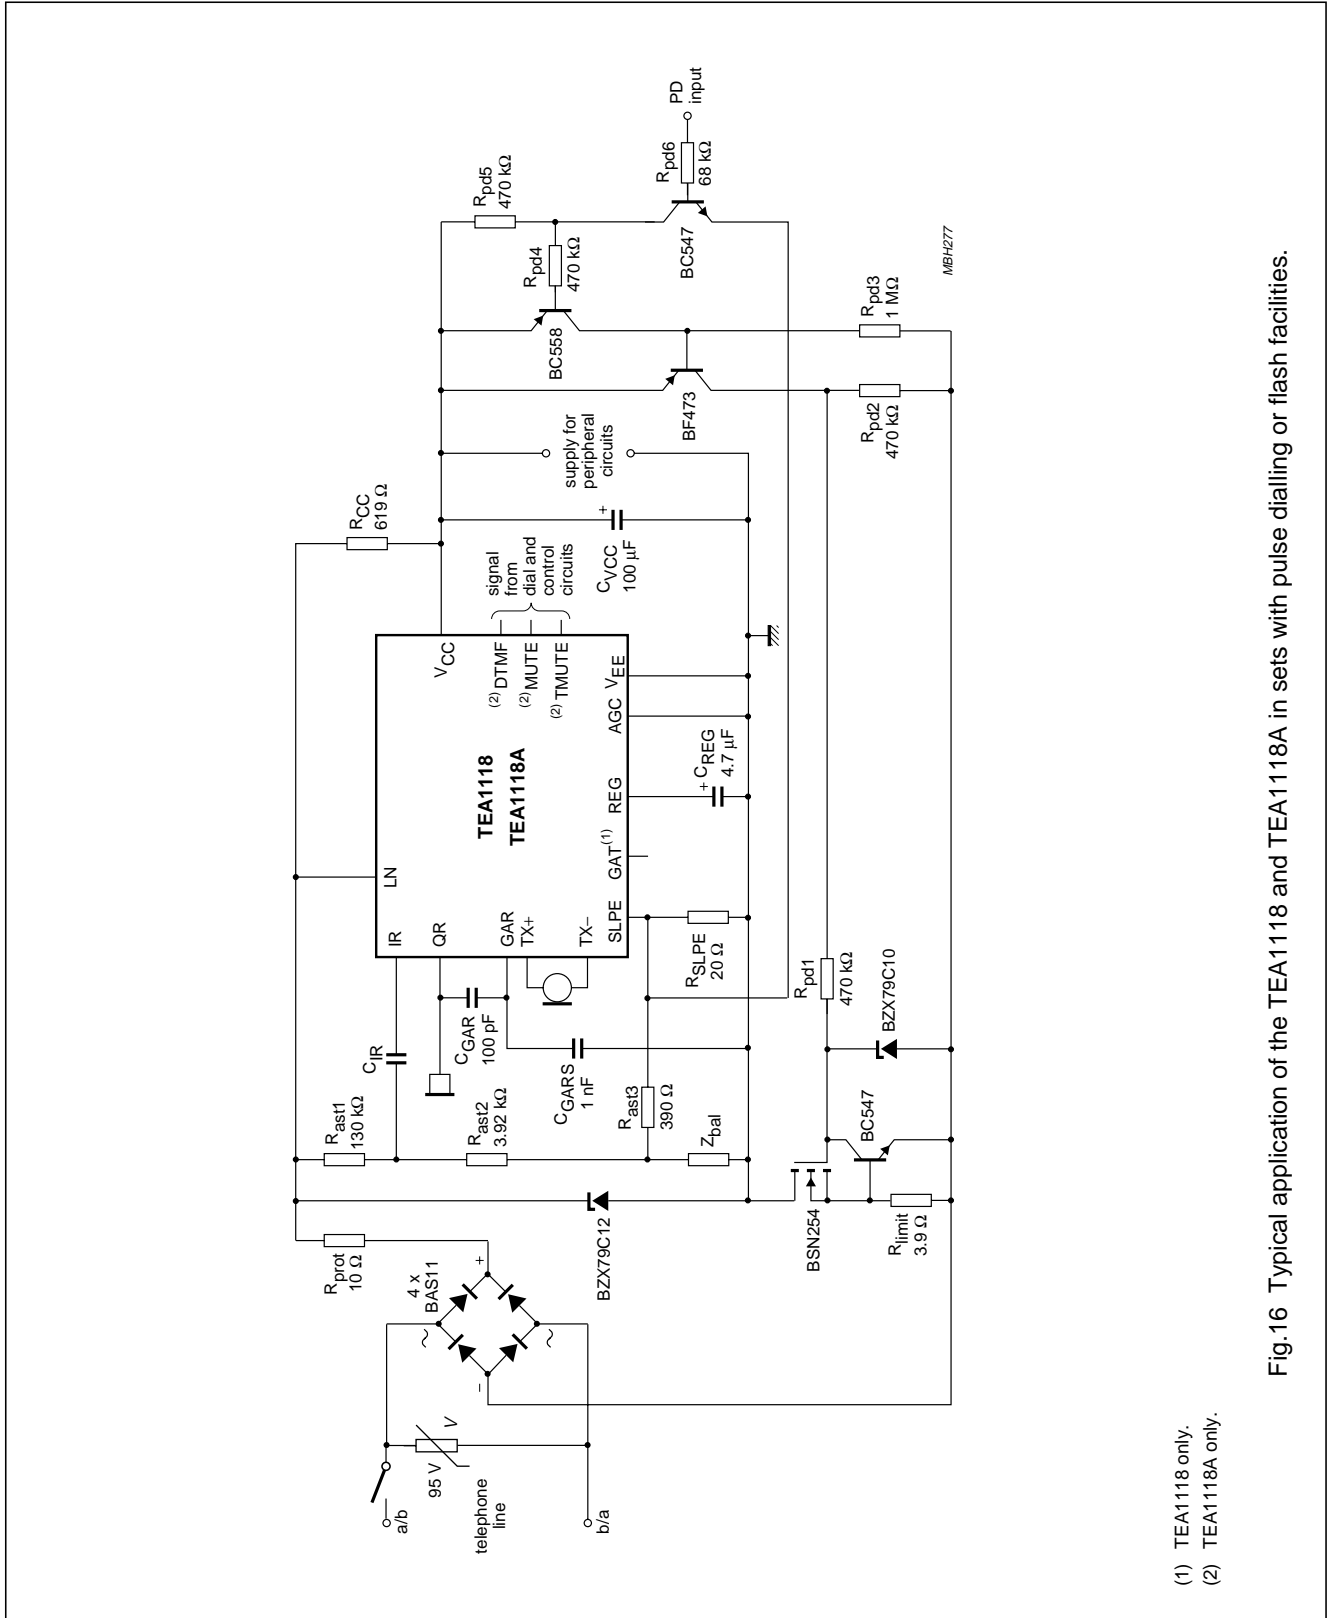 a/b
b/a
telephone
line
95 V
V
4 x
BAS11
~
~
+
−
Rprot
10 Ω
BZX79C12
BSN254
Rlimit
3.9 Ω
BC547
BZX79C10
Rpd1
470 kΩ
Rast1
130 kΩ
Rast2
3.92 kΩ
Rast3
390 Ω
Zbal
CIR
CGAR
100 pF
CGARS
1 nF
RSLPE
20 Ω
IR
QR
GAR
TX+
TX−
SLPE
LN
TEA1118
TEA1118A
GAT(1)
REG
AGC
VEE
VCC
(2) DTMF
(2) MUTE
(2) TMUTE
signal
from
dial and
control
circuits
+
CREG
4.7 μF
RCC
619 Ω
+
CVCC
100 μF
supply for
peripheral
circuits
BF473
BC558
Rpd4
470 kΩ
Rpd5
470 kΩ
BC547
Rpd6
68 kΩ
PD
input
Rpd2
470 kΩ
Rpd3
1 MΩ
MBH277
(1) TEA1118 only.
(2) TEA1118A only.
Fig.16 Typical application of the TEA1118 and TEA1118A in sets with pulse dialling or flash facilities.